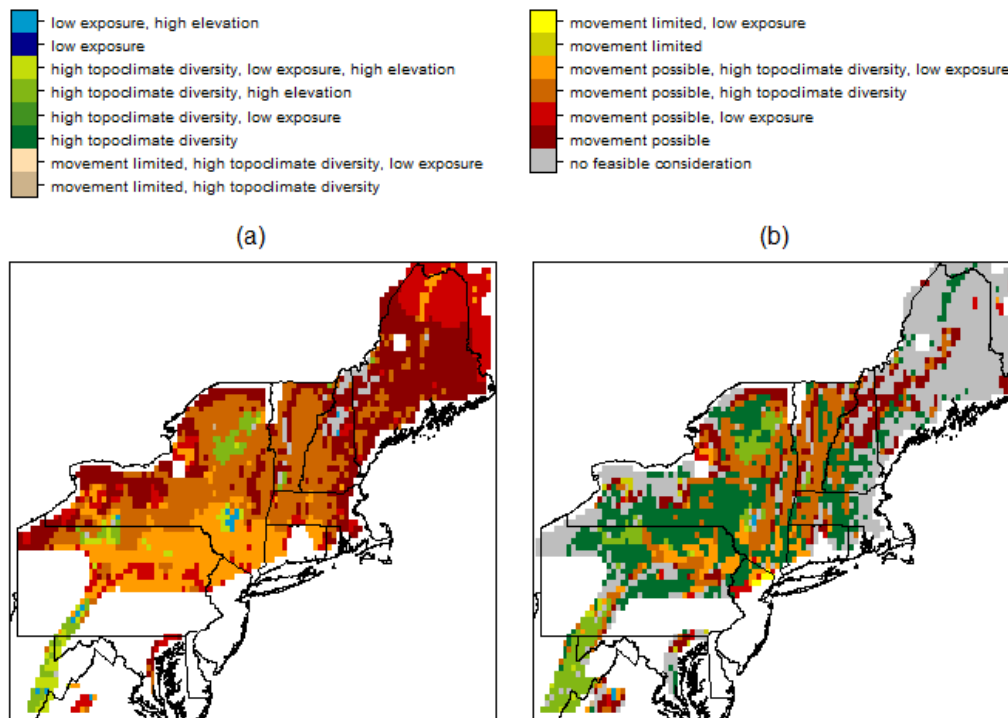 low exposure, high elevation
low exposure
high topoclimate diversity, low exposure, high elevation
high topoclimate diversity, high elevation
high topoclimate diversity, low exposure
high topoclimate diversity
movement limited, high topoclimate diversity, low exposure
movement limited, high topoclimate diversity
movement limited, low exposure
movement limited
movement possible, high topoclimate diversity, low exposure
movement possible, high topoclimate diversity
movement possible, low exposure
movement possible
no feasible consideration
(a)
(b)